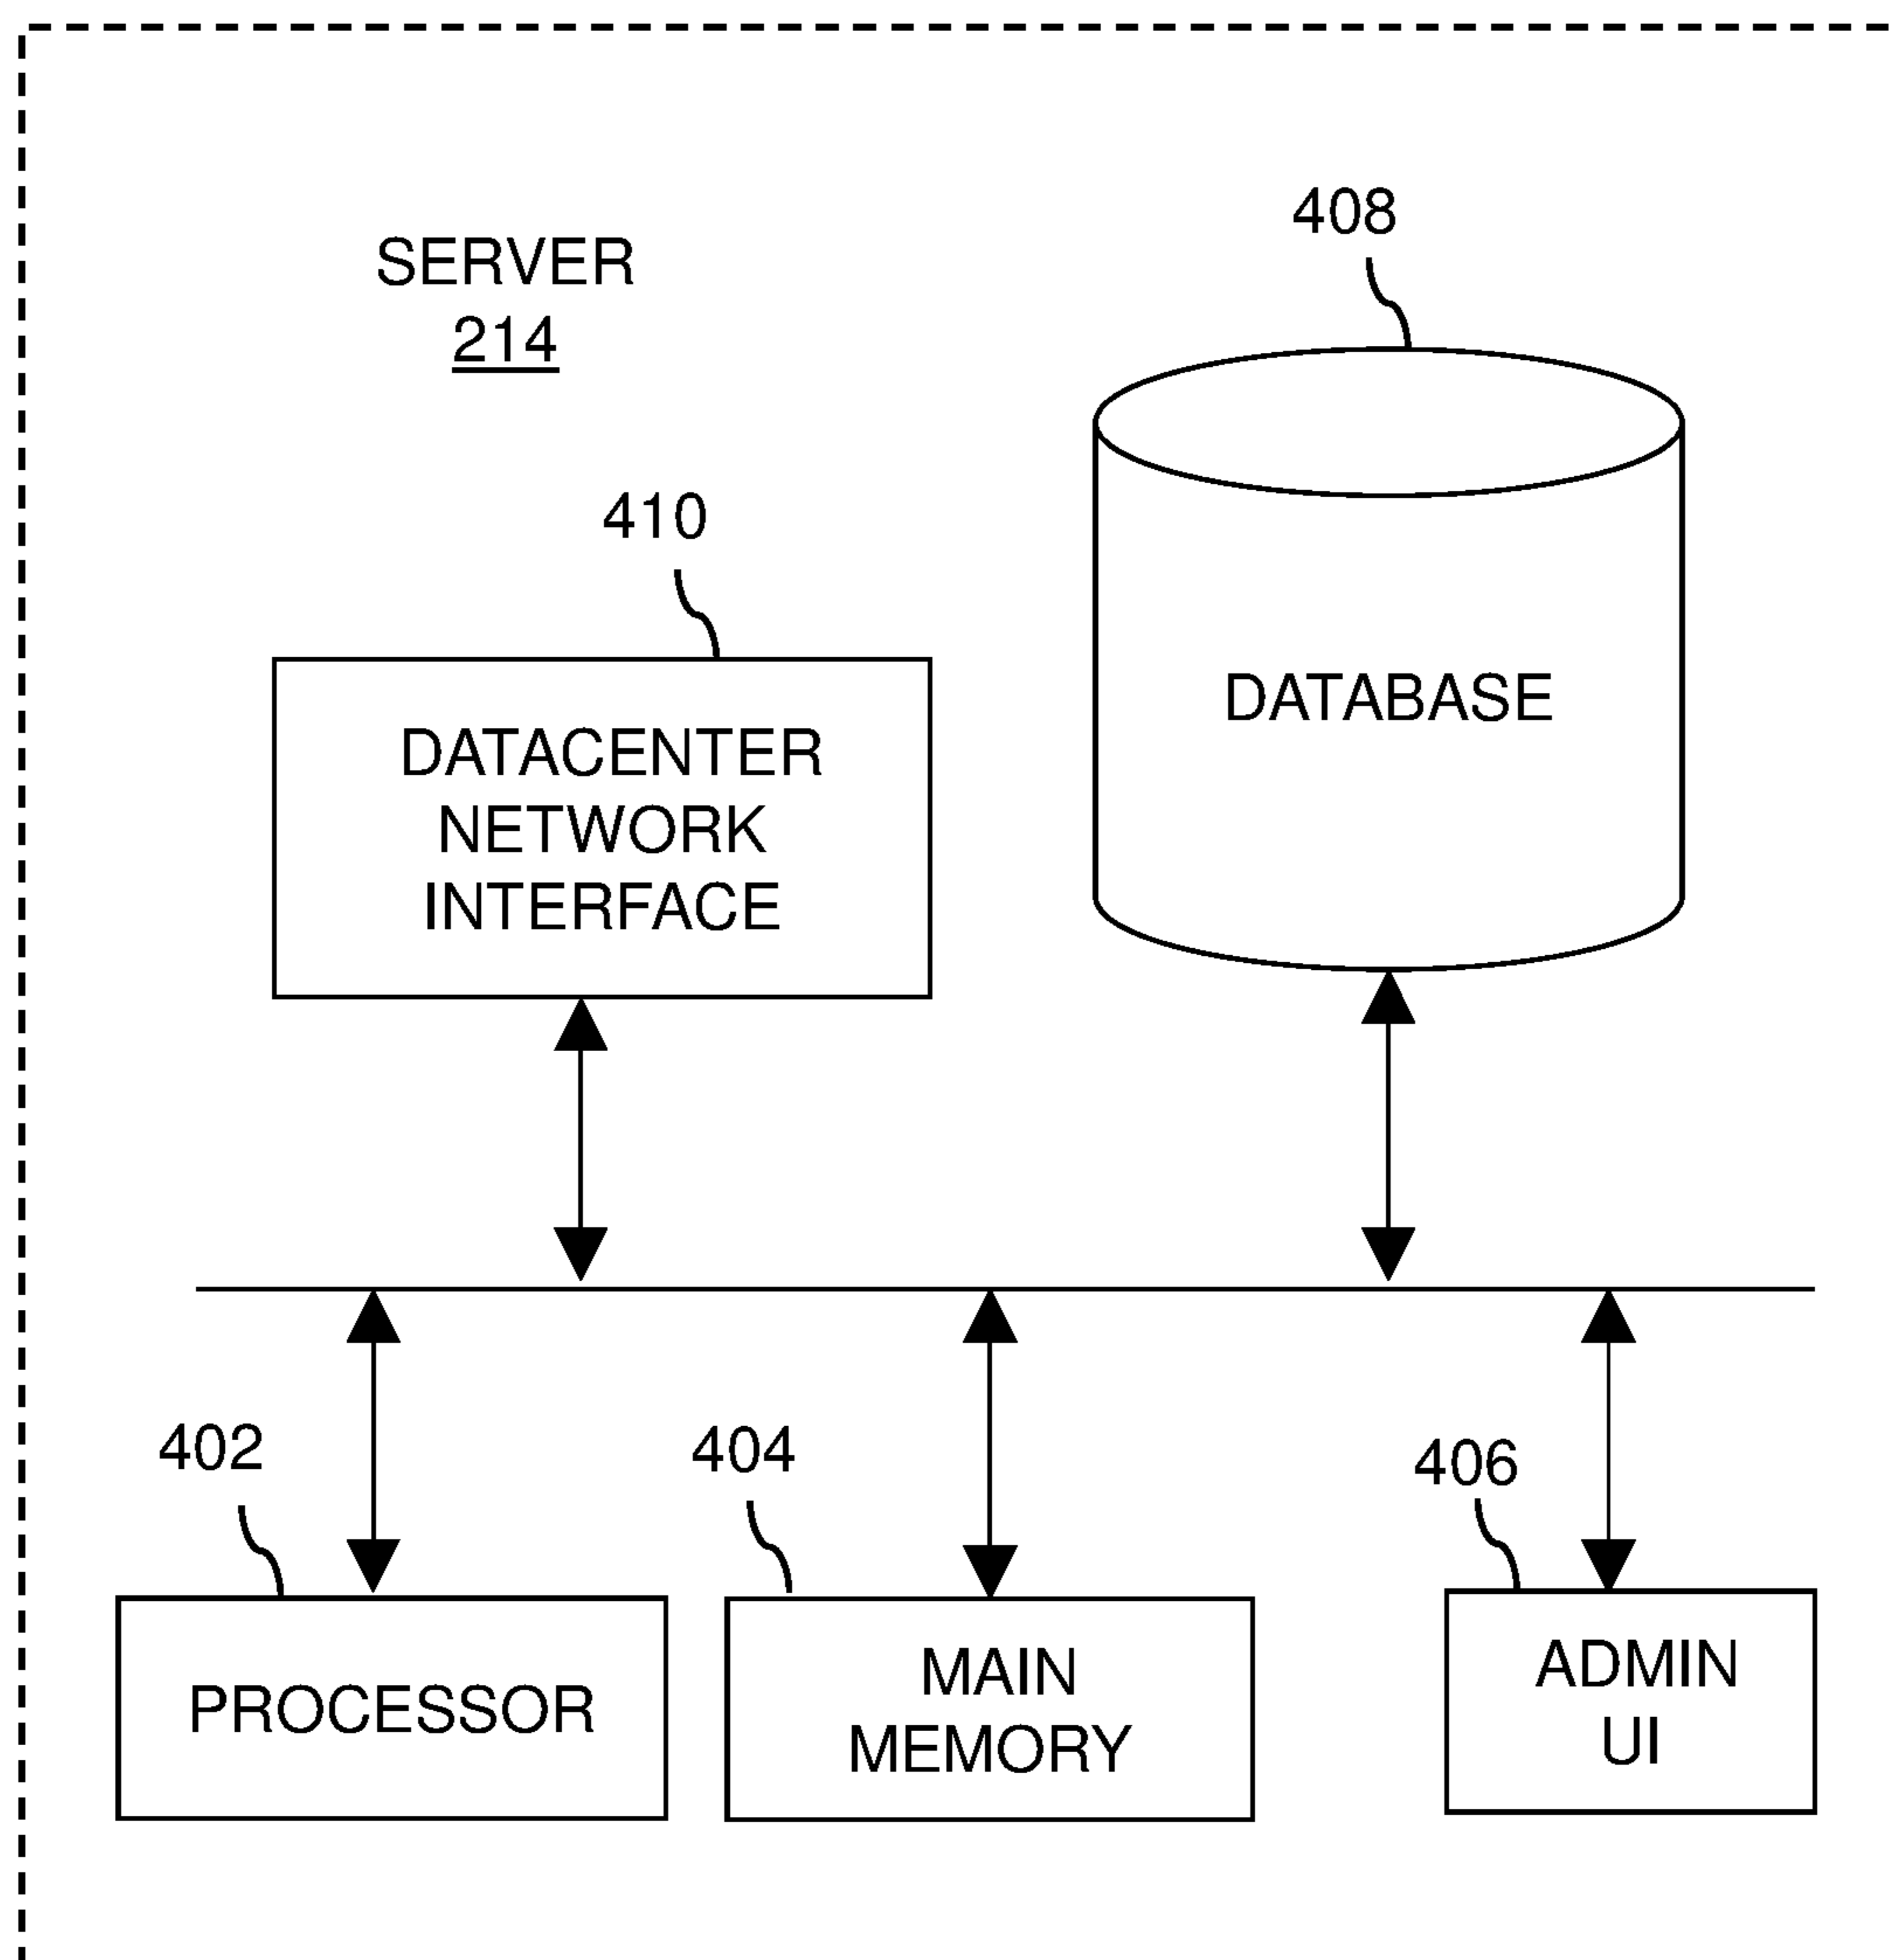 SERVER
214
408
410
DATABASE
DATACENTER
NETWORK
INTERFACE
402
404
406
PROCESSOR
MAIN
MEMORY
ADMIN
UI